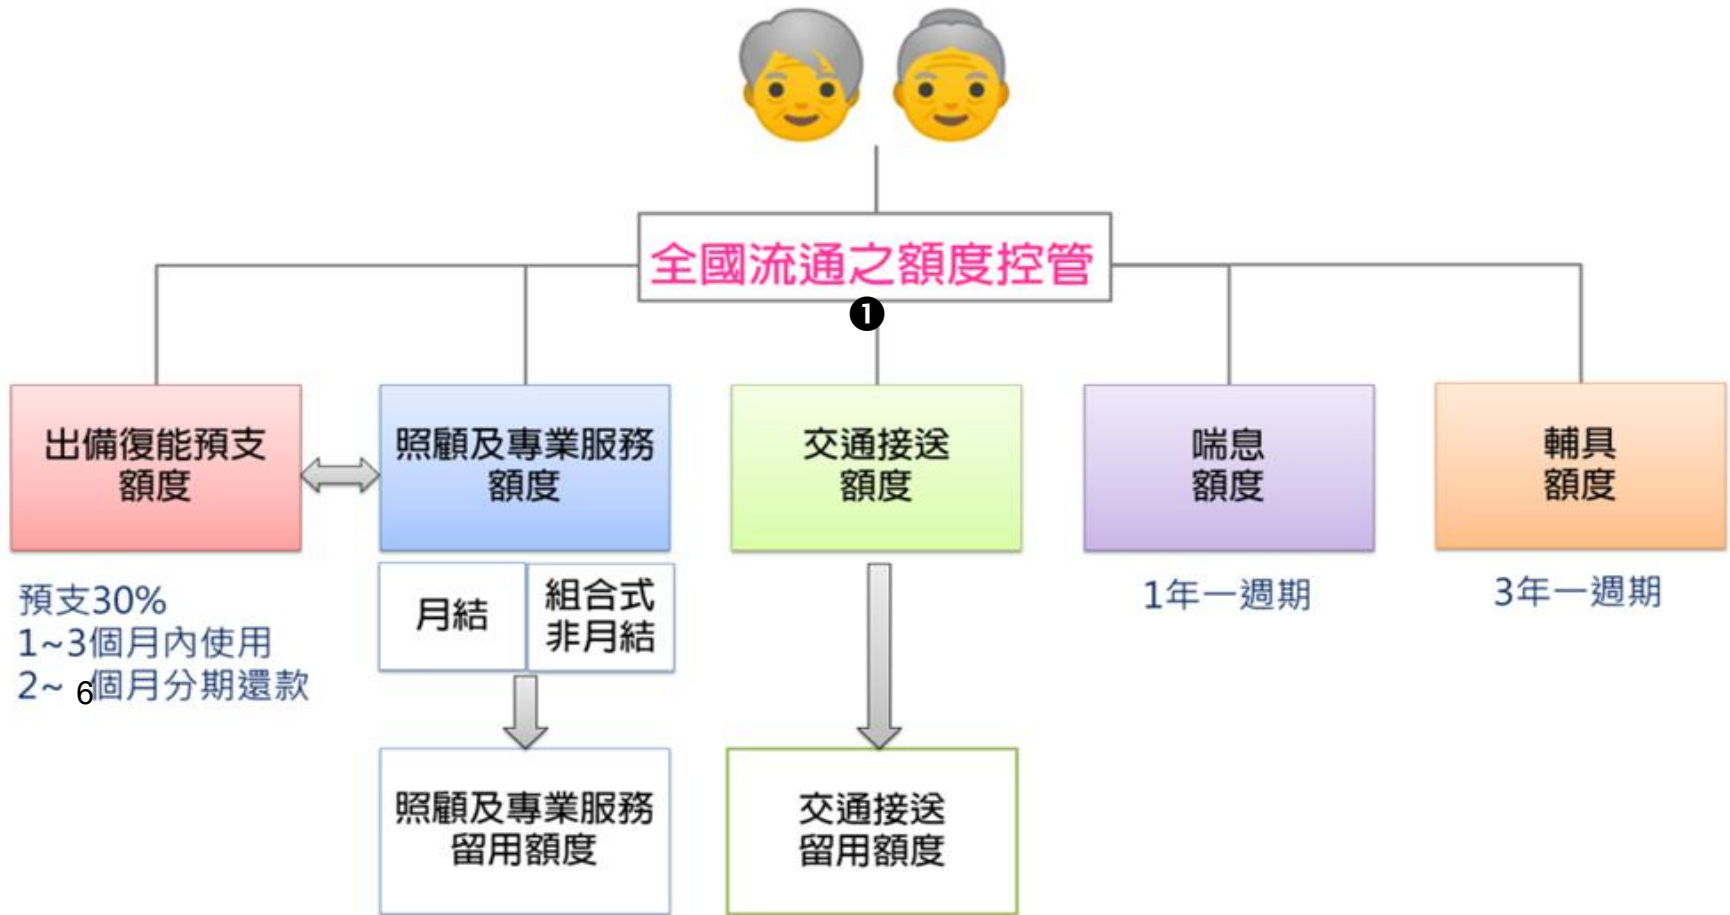 全國流通之額度控管
❶
出備復能預支
額度
照顧及專業服務
額度
交通接送
額度
喘息
額度
輔具
額度
預支30%
1~3個月內使用
2~ 6個月分期還款
月結
組合式
非月結
1年一週期
3年一週期
照顧及專業服務
留用額度
交通接送
留用額度